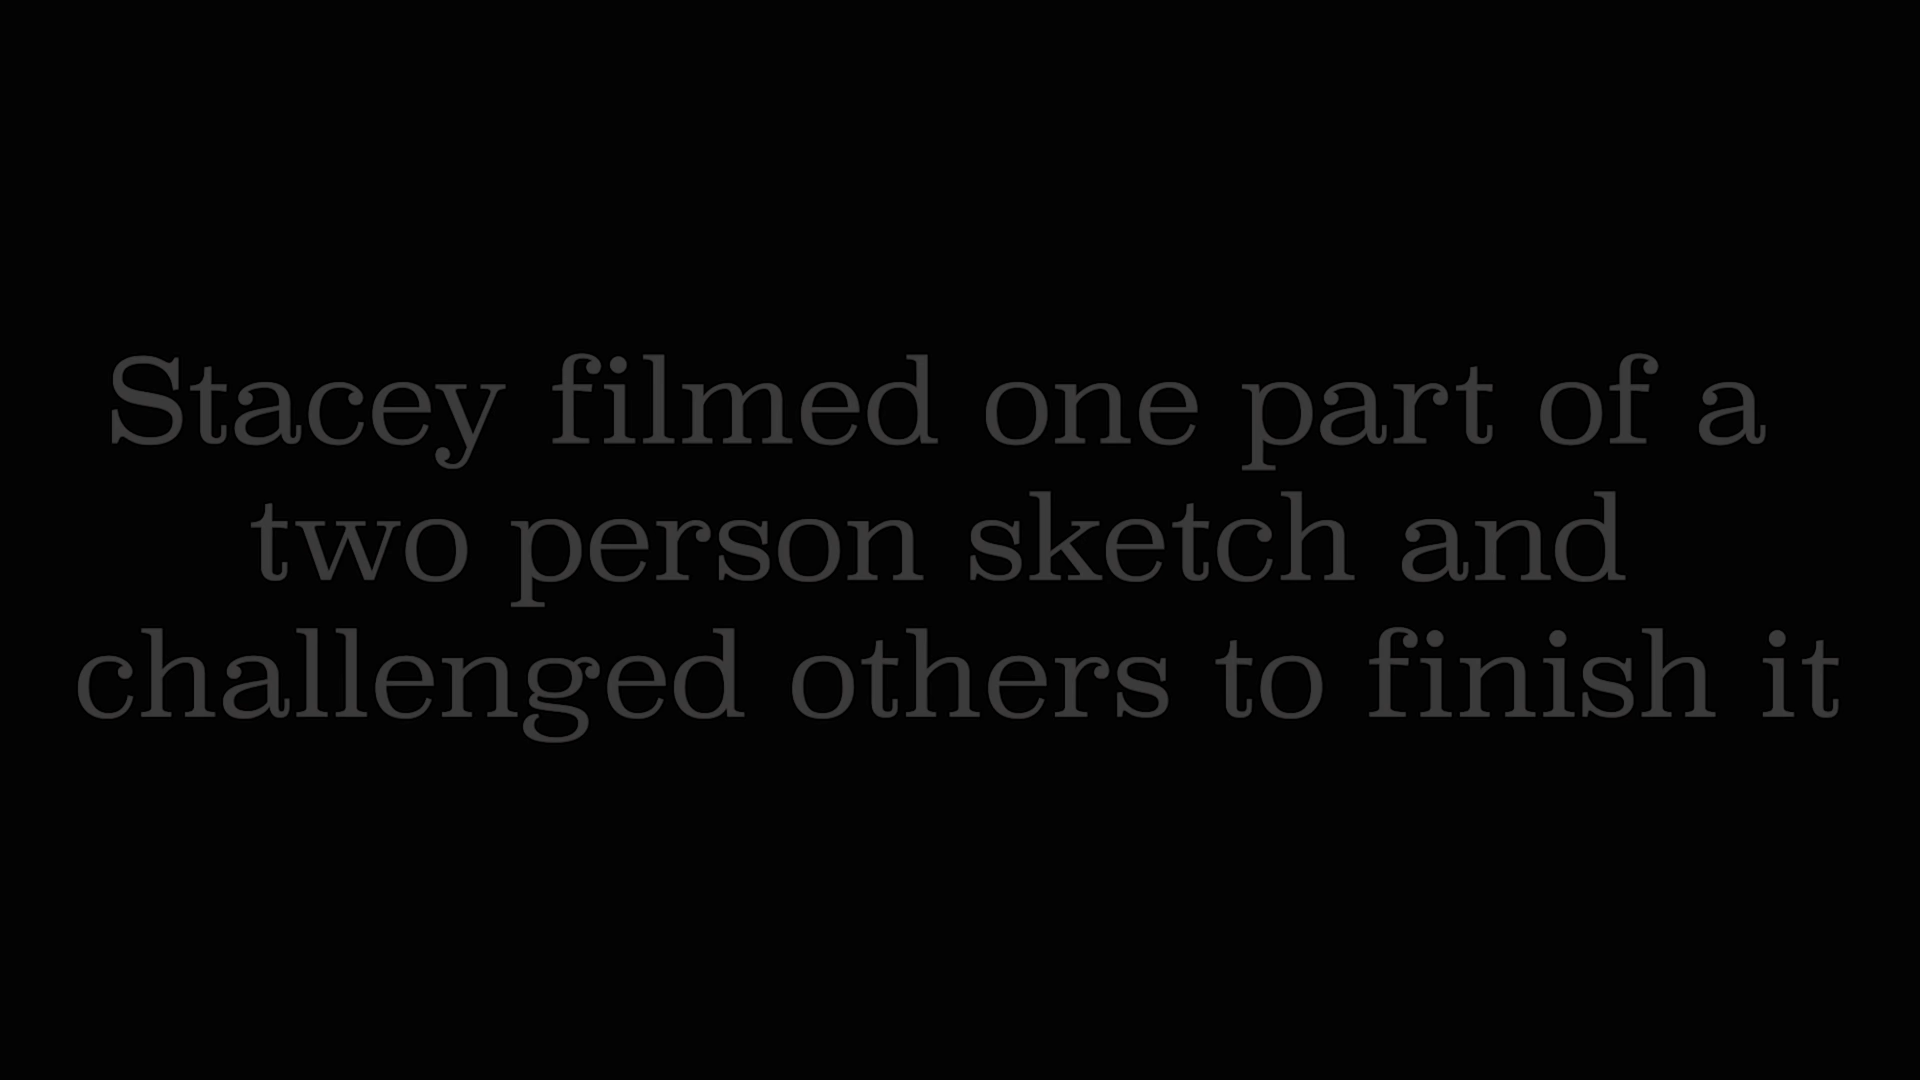 Stacey filmed one part of a
two person sketch and
challenged others to finish it